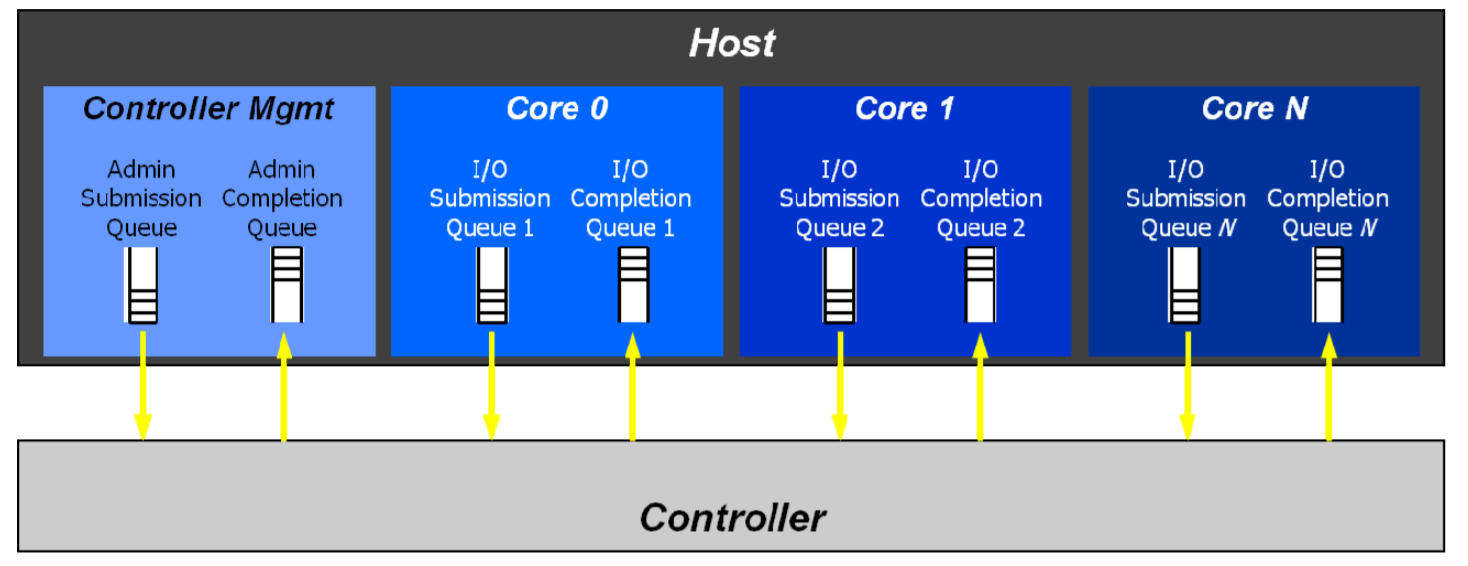 Host
Controller Mgmt
Admin
Submission
Queue
Admin
Completion
Queue
Core 0
I/O
Submission
Queue 1
I/O
Completion
Queue 1
Core 1
I/O
Submission
Queue 2
I/O
Completion
Queue 2
Core N
I/O
Submission
Queue N
I/O
Completion
Queue N
Controller